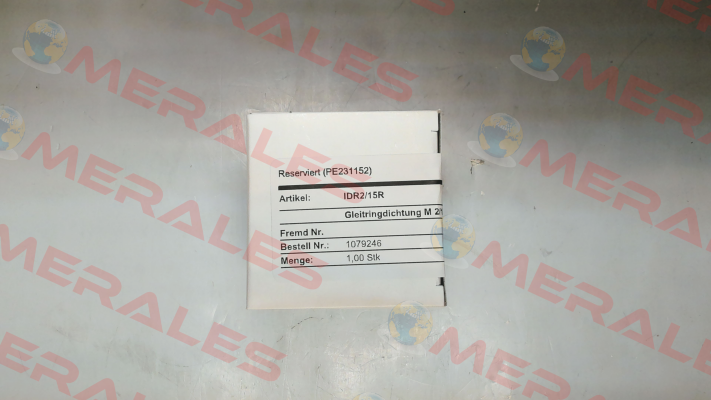 Reserviert (PE231152)
Artikel: IDR2/15R
Gleitringdichtung M
Fremd Nr.
Bestell Nr.: 1079246
Menge: 1,00 Stk
MERALES
MERALES
MERALES
MERALES
MERALES
MERALES